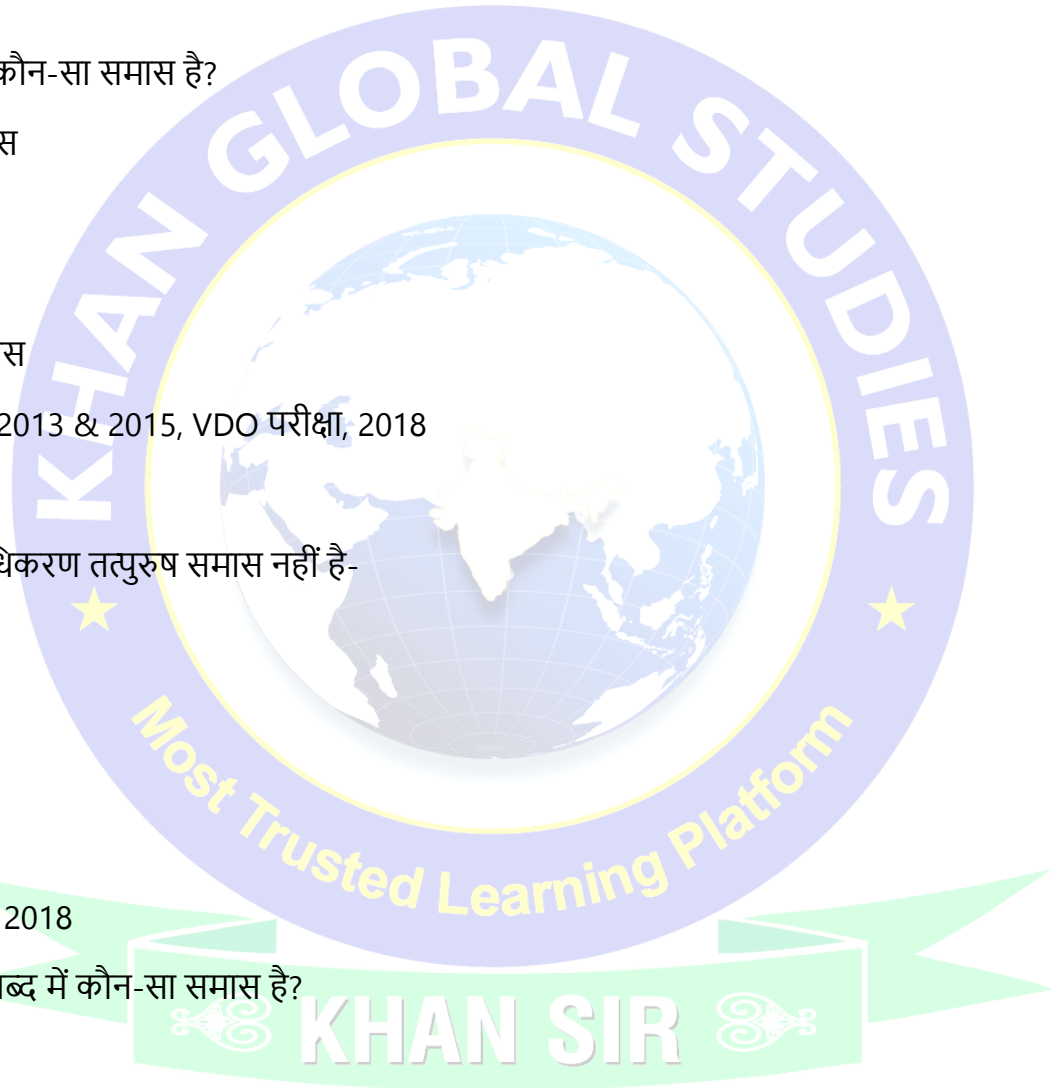 कौन-सा समास है?
स
ास
2013 & 2015, VDO परीक्षा, 2018
धिकरण तत्पुरुष समास नहीं है-
2018
ब्द में कौन-सा समास है?
KHAN GLOBAL STUDIES
Most Trusted Learning Platform
KHAN SIR